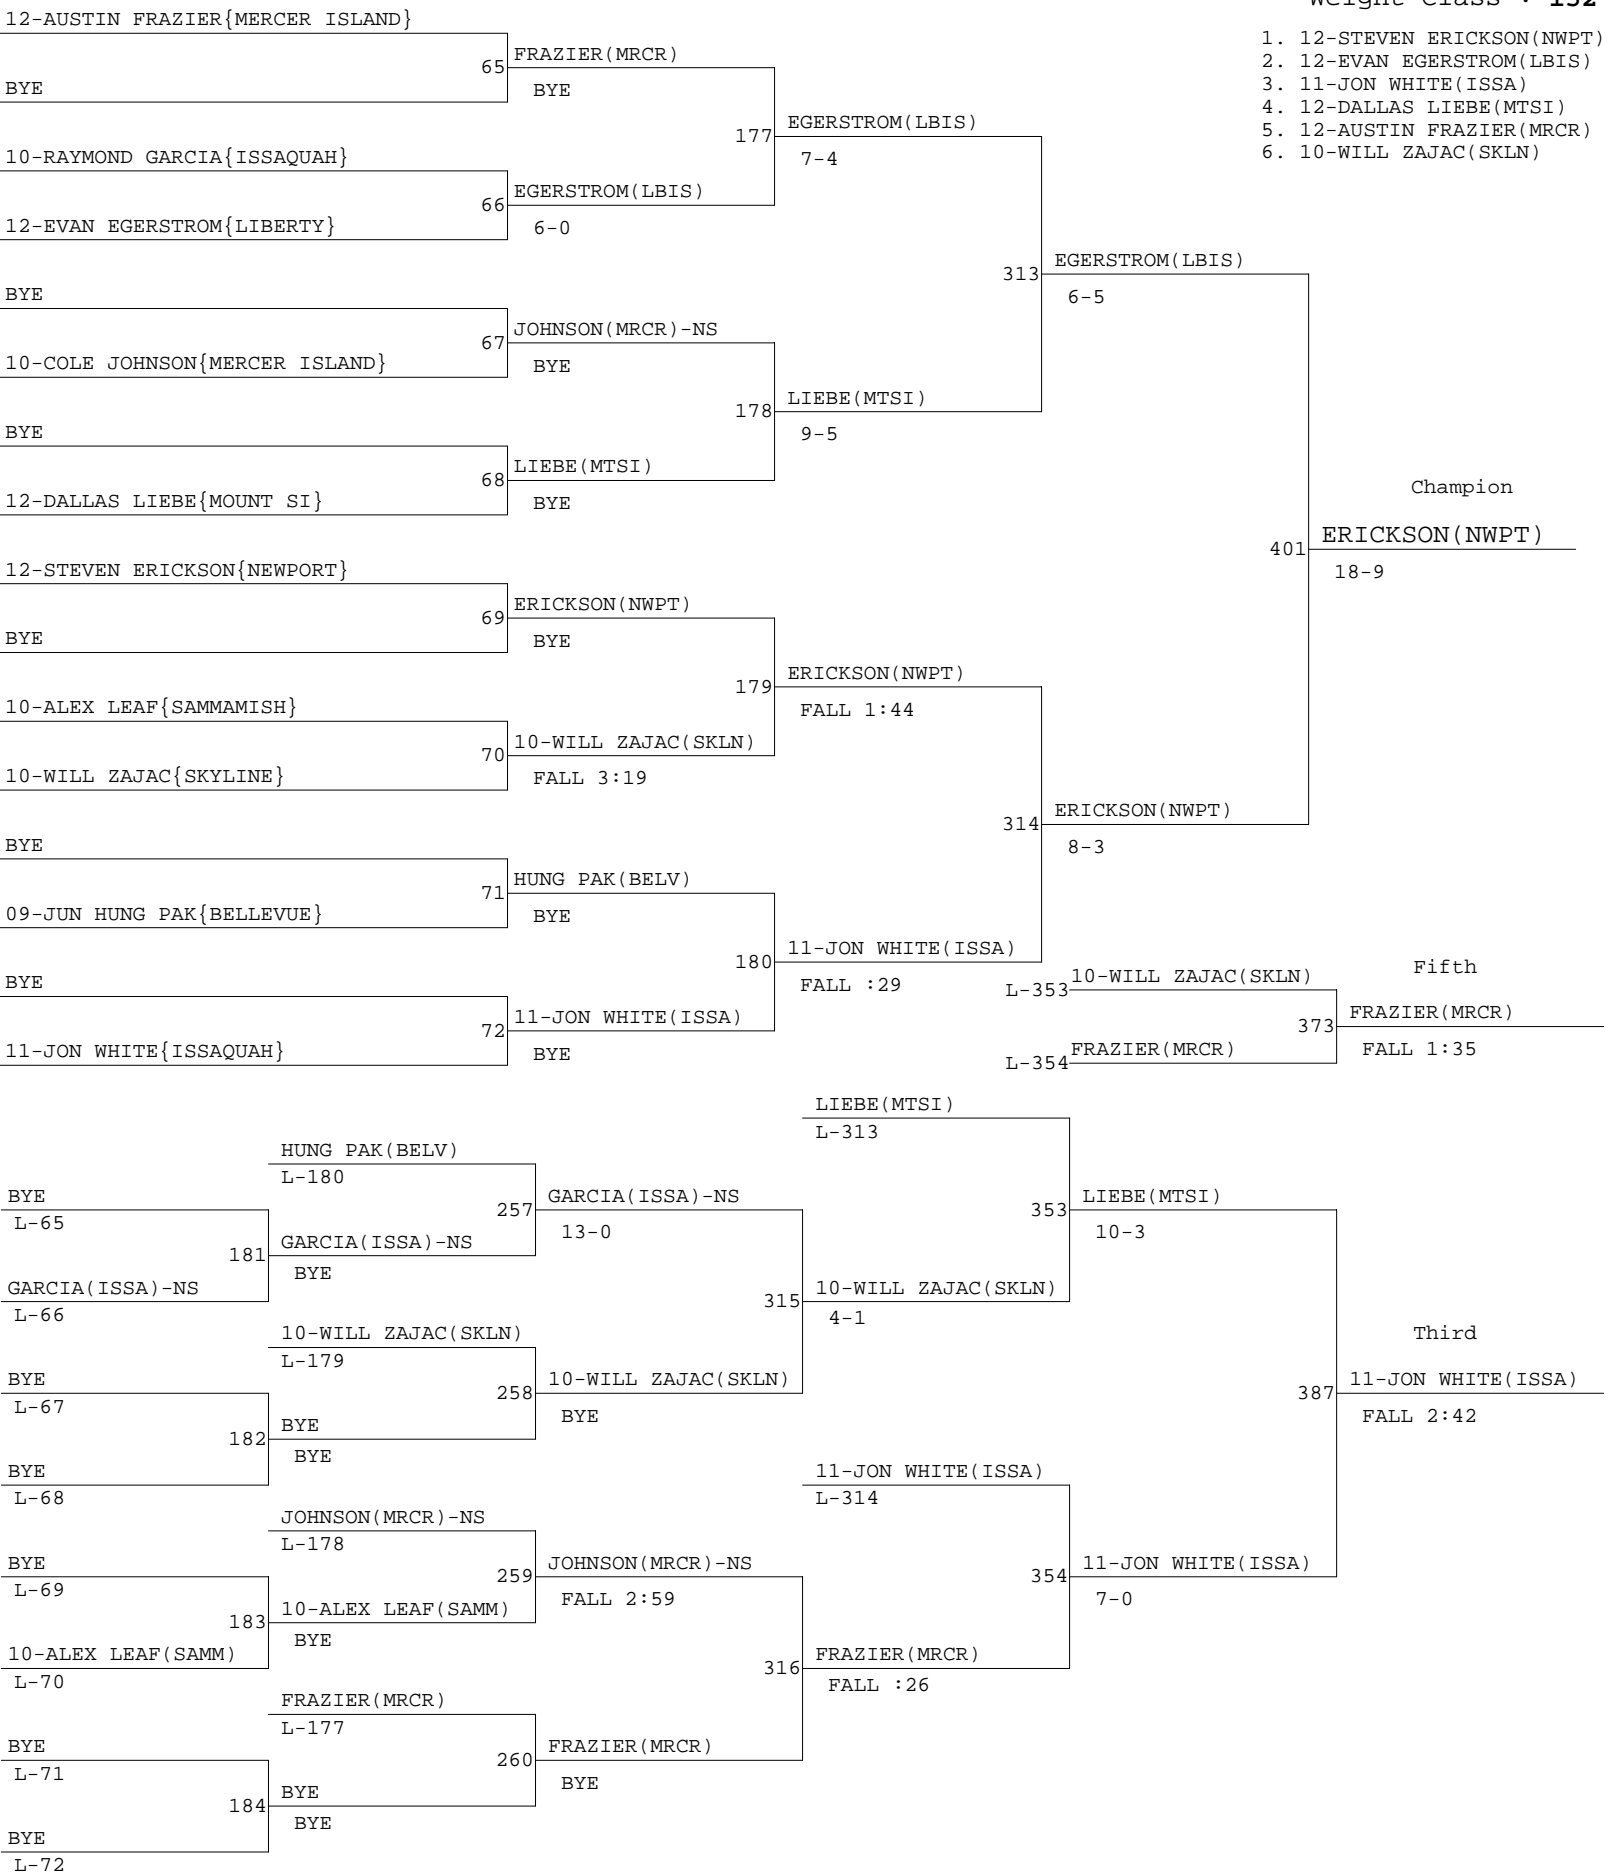 Weight Class : 152
1. 12-STEVEN ERICKSON(NWPT)
2. 12-EVAN EGERSTROM(LBIS)
3. 11-JON WHITE(ISSA)
4. 12-DALLAS LIEBE(MTSI)
5. 12-AUSTIN FRAZIER(MRCR)
6. 10-WILL ZAJAC(SKLN)
12-AUSTIN FRAZIER{MERCER ISLAND}
65 FRAZIER(MRCR)
BYE
BYE
177 EGERSTROM(LBIS)
7-4
10-RAYMOND GARCIA{ISSAQUAH}
66 EGERSTROM(LBIS)
6-0
12-EVAN EGERSTROM{LIBERTY}
313 EGERSTROM(LBIS)
6-5
BYE
67 JOHNSON(MRCR)-NS
BYE
10-COLE JOHNSON{MERCER ISLAND}
178 LIEBE(MTSI)
9-5
BYE
68 LIEBE(MTSI)
BYE
12-DALLAS LIEBE{MOUNT SI}
Champion
401 ERICKSON(NWPT)
18-9
12-STEVEN ERICKSON{NEWPORT}
69 ERICKSON(NWPT)
BYE
BYE
179 ERICKSON(NWPT)
FALL 1:44
10-ALEX LEAF{SAMMAMISH}
70 10-WILL ZAJAC(SKLN)
FALL 3:19
10-WILL ZAJAC{SKYLINE}
314 ERICKSON(NWPT)
8-3
BYE
71 HUNG PAK(BELV)
BYE
09-JUN HUNG PAK{BELLEVUE}
180 11-JON WHITE(ISSA)
FALL :29
BYE
72 11-JON WHITE(ISSA)
BYE
11-JON WHITE{ISSAQUAH}
Fifth
L-353 10-WILL ZAJAC(SKLN)
373 FRAZIER(MRCR)
FALL 1:35
L-354 FRAZIER(MRCR)
LIEBE(MTSI)
L-313
HUNG PAK(BELV)
L-180
BYE
L-65
257 GARCIA(ISSA)-NS
13-0
353 LIEBE(MTSI)
10-3
181 GARCIA(ISSA)-NS
BYE
GARCIA(ISSA)-NS
L-66
315 10-WILL ZAJAC(SKLN)
4-1
10-WILL ZAJAC(SKLN)
L-179
BYE
L-67
258 10-WILL ZAJAC(SKLN)
BYE
182 BYE
BYE
BYE
L-68
Third
387 11-JON WHITE(ISSA)
FALL 2:42
11-JON WHITE(ISSA)
L-314
JOHNSON(MRCR)-NS
L-178
BYE
L-69
259 JOHNSON(MRCR)-NS
FALL 2:59
354 11-JON WHITE(ISSA)
7-0
183 10-ALEX LEAF(SAMM)
BYE
10-ALEX LEAF(SAMM)
L-70
316 FRAZIER(MRCR)
FALL :26
FRAZIER(MRCR)
L-177
BYE
L-71
260 FRAZIER(MRCR)
BYE
184 BYE
BYE
BYE
L-72